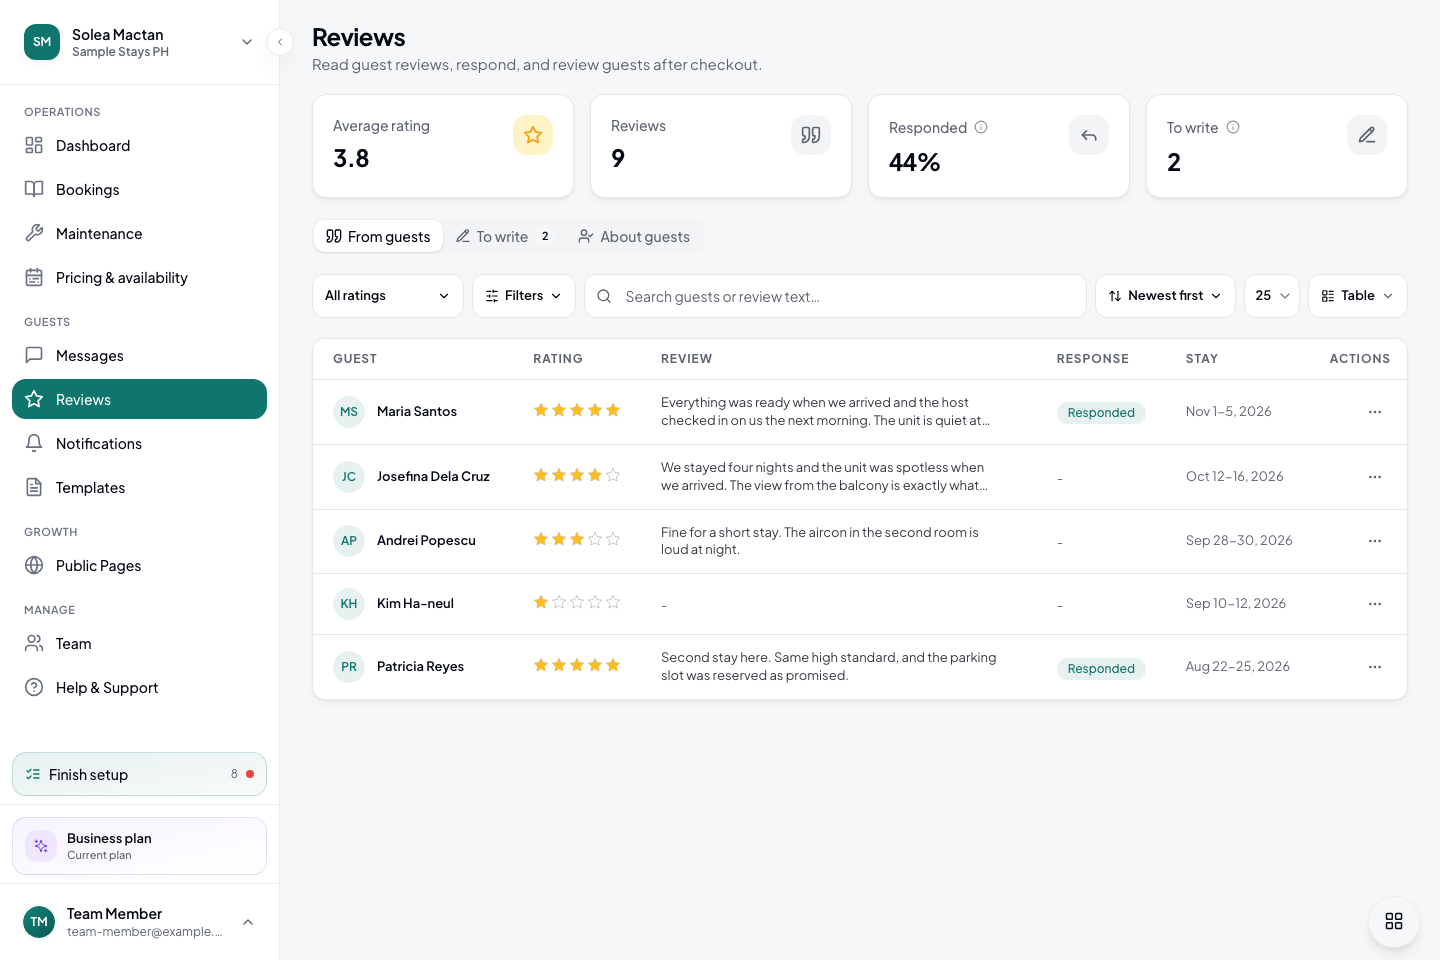 SM
Solea Mactan
Sample Stays PH
OPERATIONS
Dashboard
Bookings
Maintenance
Pricing & availability
GUESTS
Messages
Reviews
Notifications
Templates
GROWTH
Public Pages
MANAGE
Team
Help & Support
Finish setup 8
Business plan
Current plan
TM
Team Member
team-member@example....
Reviews
Read guest reviews, respond, and review guests after checkout.
Average rating
3.8
Reviews
9
Responded
44%
To write
2
From guests To write 2 About guests
All ratings Filters Search guests or review text... Newest first 25 Table
GUEST RATING REVIEW RESPONSE STAY ACTIONS
MS Maria Santos Everything was ready when we arrived and the host
checked in on us the next morning. The unit is quiet at... Responded Nov 1–5, 2026
JC Josefina Dela Cruz We stayed four nights and the unit was spotless when
we arrived. The view from the balcony is exactly what... - Oct 12–16, 2026
AP Andrei Popescu Fine for a short stay. The aircon in the second room is
loud at night. - Sep 28–30, 2026
KH Kim Ha-neul - - Sep 10–12, 2026
PR Patricia Reyes Second stay here. Same high standard, and the parking
slot was reserved as promised. Responded Aug 22–25, 2026